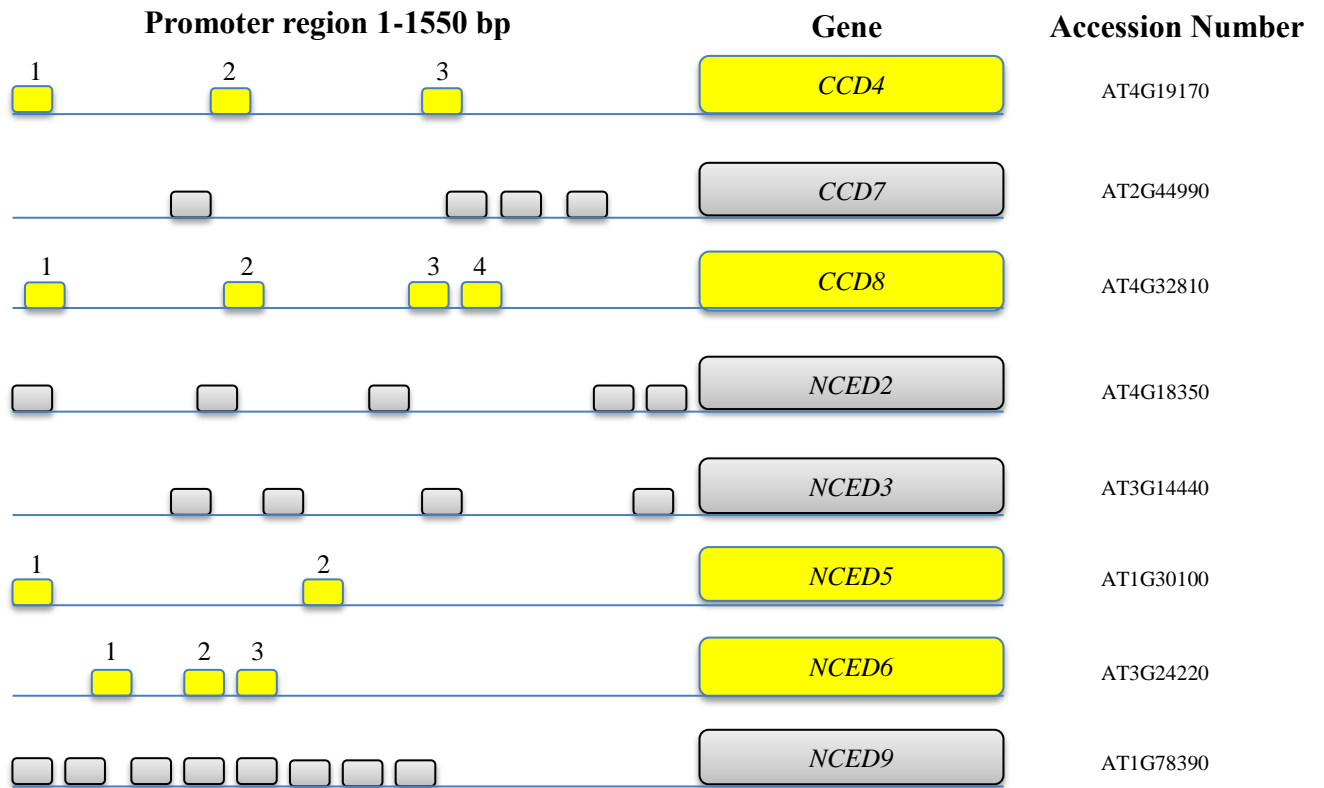 Promoter region 1-1550 bp Gene Accession Number
1 2 3
CCD4 AT4G19170
CCD7 AT2G44990
1 2 3 4
CCD8 AT4G32810
NCED2 AT4G18350
NCED3 AT3G14440
1 2
NCED5 AT1G30100
1 2 3
NCED6 AT3G24220
NCED9 AT1G78390